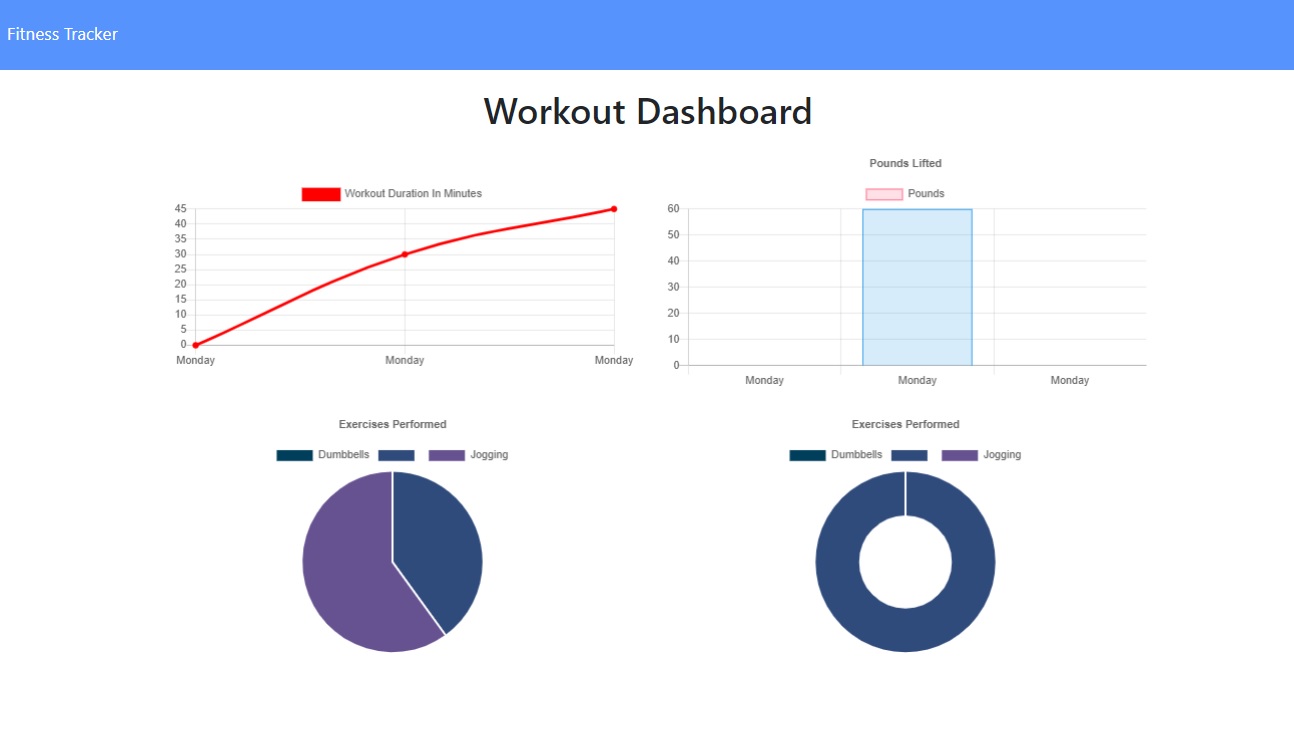 Fitness Tracker
Workout Dashboard
Workout Duration In Minutes
45
40
35
30
25
20
15
10
5
0
Monday Monday Monday
Pounds Lifted
Pounds
60
50
40
30
20
10
0
Monday Monday Monday
Exercises Performed
Dumbbells Jogging
Exercises Performed
Dumbbells Jogging